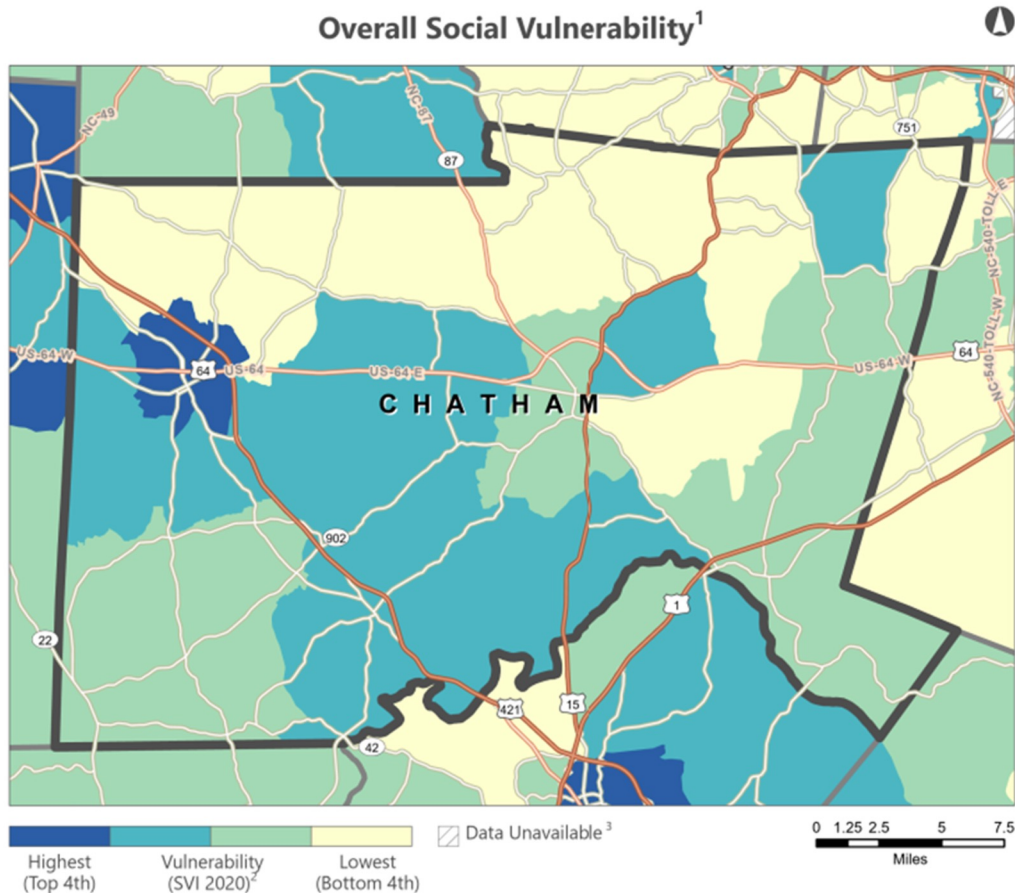 Overall Social Vulnerability1
NC-49
NC-87
87
751
NC-540-TOLL E
NC-540-TOLL W
US-64 W
64
US-64
US-64-E
US-64-W
64
CHATHAM
902
1
22
421
15
42
Highest
(Top 4th)
Vulnerability
(SVI 2020)2
Lowest
(Bottom 4th)
Data Unavailable 3
0 1.25 2.5 5 7.5
Miles